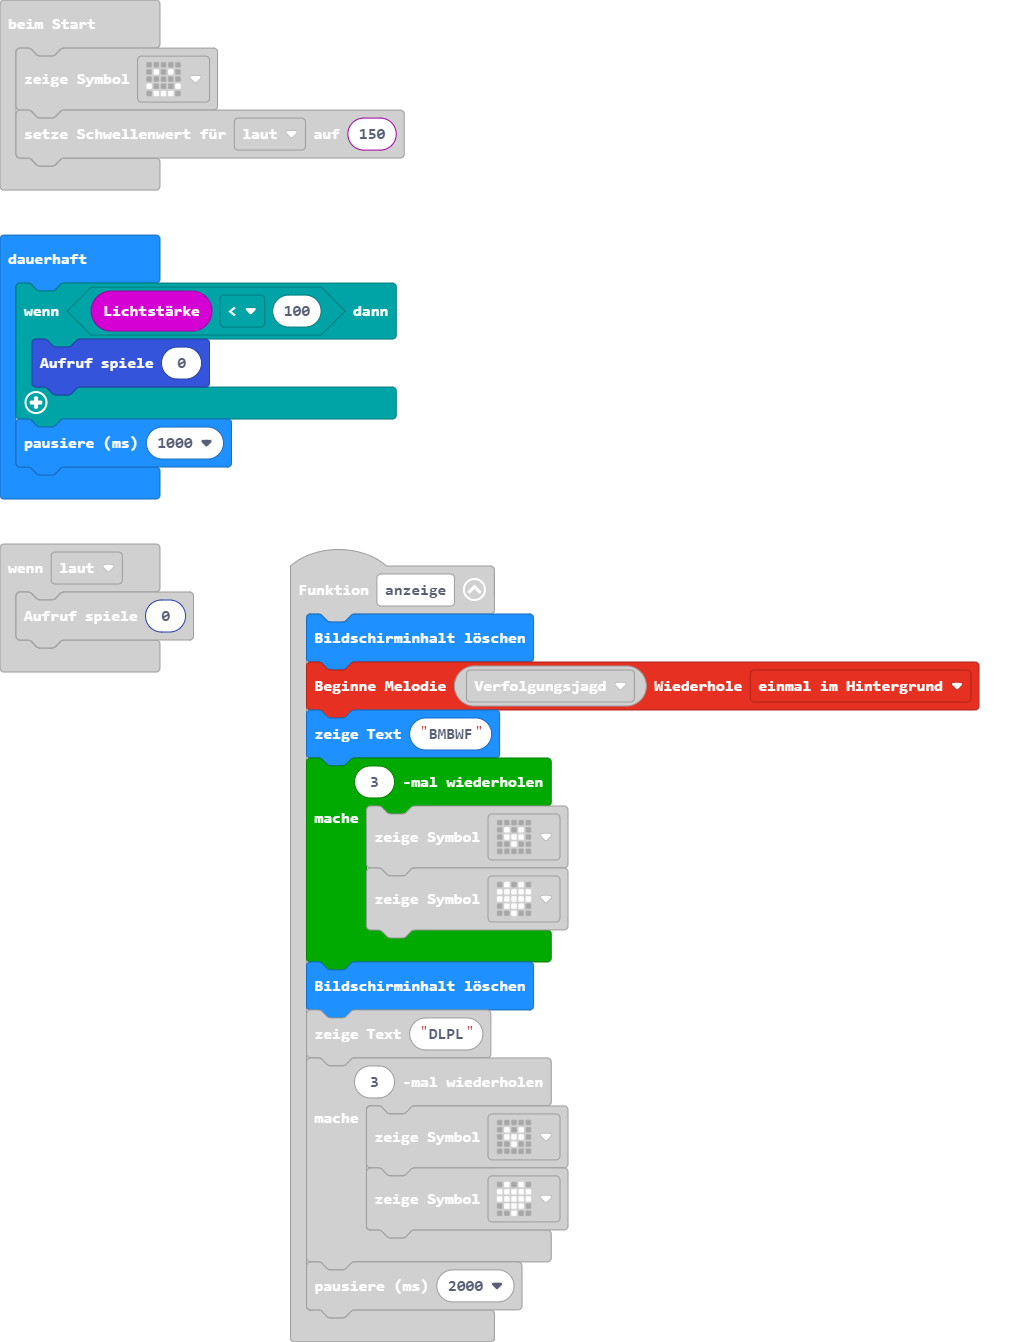 beim Start
zeige Symbol
setze Schwellenwert für laut auf 150
dauerhaft
wenn Lichtstärke < 100 dann
Aufruf spiele 0
pausiere (ms) 1000
wenn laut
Aufruf spiele 0
Funktion anzeige
Bildschirminhalt löschen
Beginne Melodie Verfolgungsjagd Wiederhole einmal im Hintergrund
zeige Text "BMBWF"
3 -mal wiederholen
mache
zeige Symbol
zeige Symbol
Bildschirminhalt löschen
zeige Text "DLPL"
3 -mal wiederholen
mache
zeige Symbol
zeige Symbol
pausiere (ms) 2000